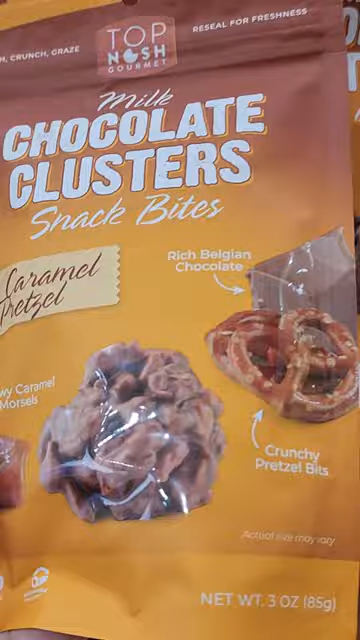 CRUNCH, GRAZE
RESEAL FOR FRESHNESS
TOP
NOSH
GOURMET
Milk
CHOCOLATE
CLUSTERS
Snack Bites
Caramel
Pretzel
Rich Belgian
Chocolate
Caramel
Morsels
Crunchy
Pretzel Bits
Actual size may vary
NET WT. 3 OZ (85g)